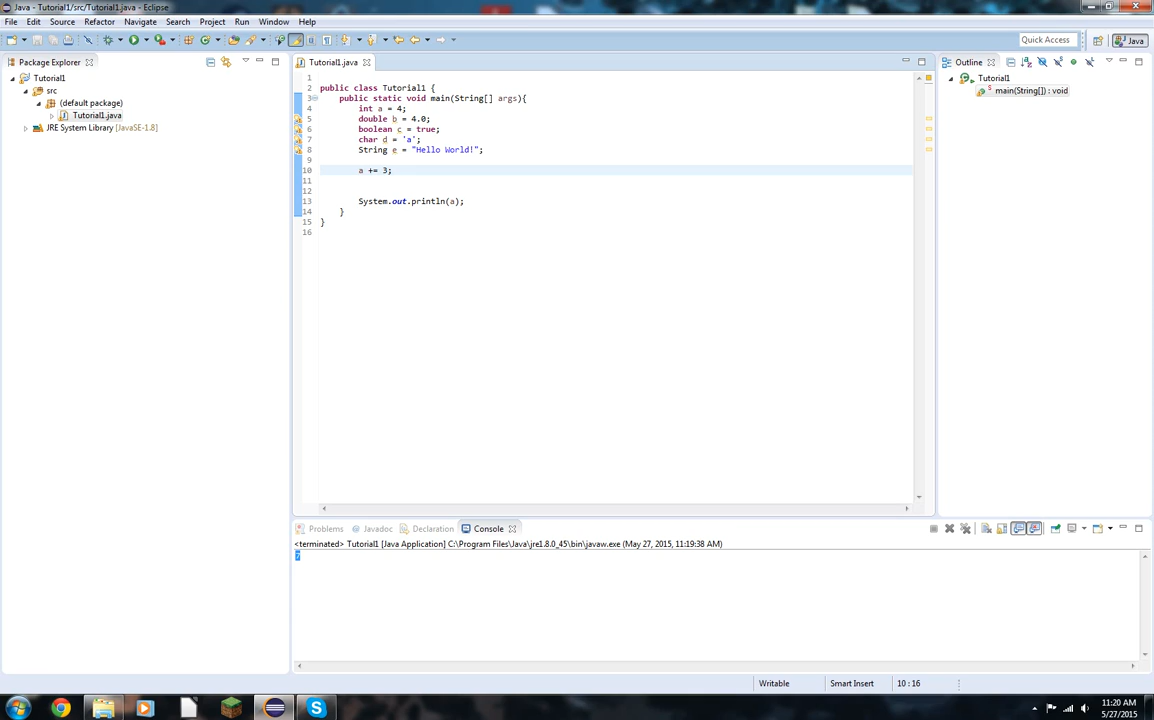 Java - Tutorial1/src/Tutorial1.java - Eclipse
File Edit Source Refactor Navigate Search Project Run Window Help
Quick Access
Java
Package Explorer
Tutorial1
src
(default package)
Tutorial1.java
JRE System Library [JavaSE-1.8]
Tutorial1.java
1
2 public class Tutorial1 {
3 public static void main(String[] args){
4 int a = 4;
5 double b = 4.0;
6 boolean c = true;
7 char d = 'a';
8 String e = "Hello World!";
9
10 a += 3;
11
12
13 System.out.println(a);
14 }
15 }
16
Outline
Tutorial1
main(String[]) : void
Problems Javadoc Declaration Console
<terminated> Tutorial1 [Java Application] C:\Program Files\Java\jre1.8.0_45\bin\javaw.exe (May 27, 2015, 11:19:38 AM)
7
Writable Smart Insert 10 : 16
11:20 AM
5/27/2015